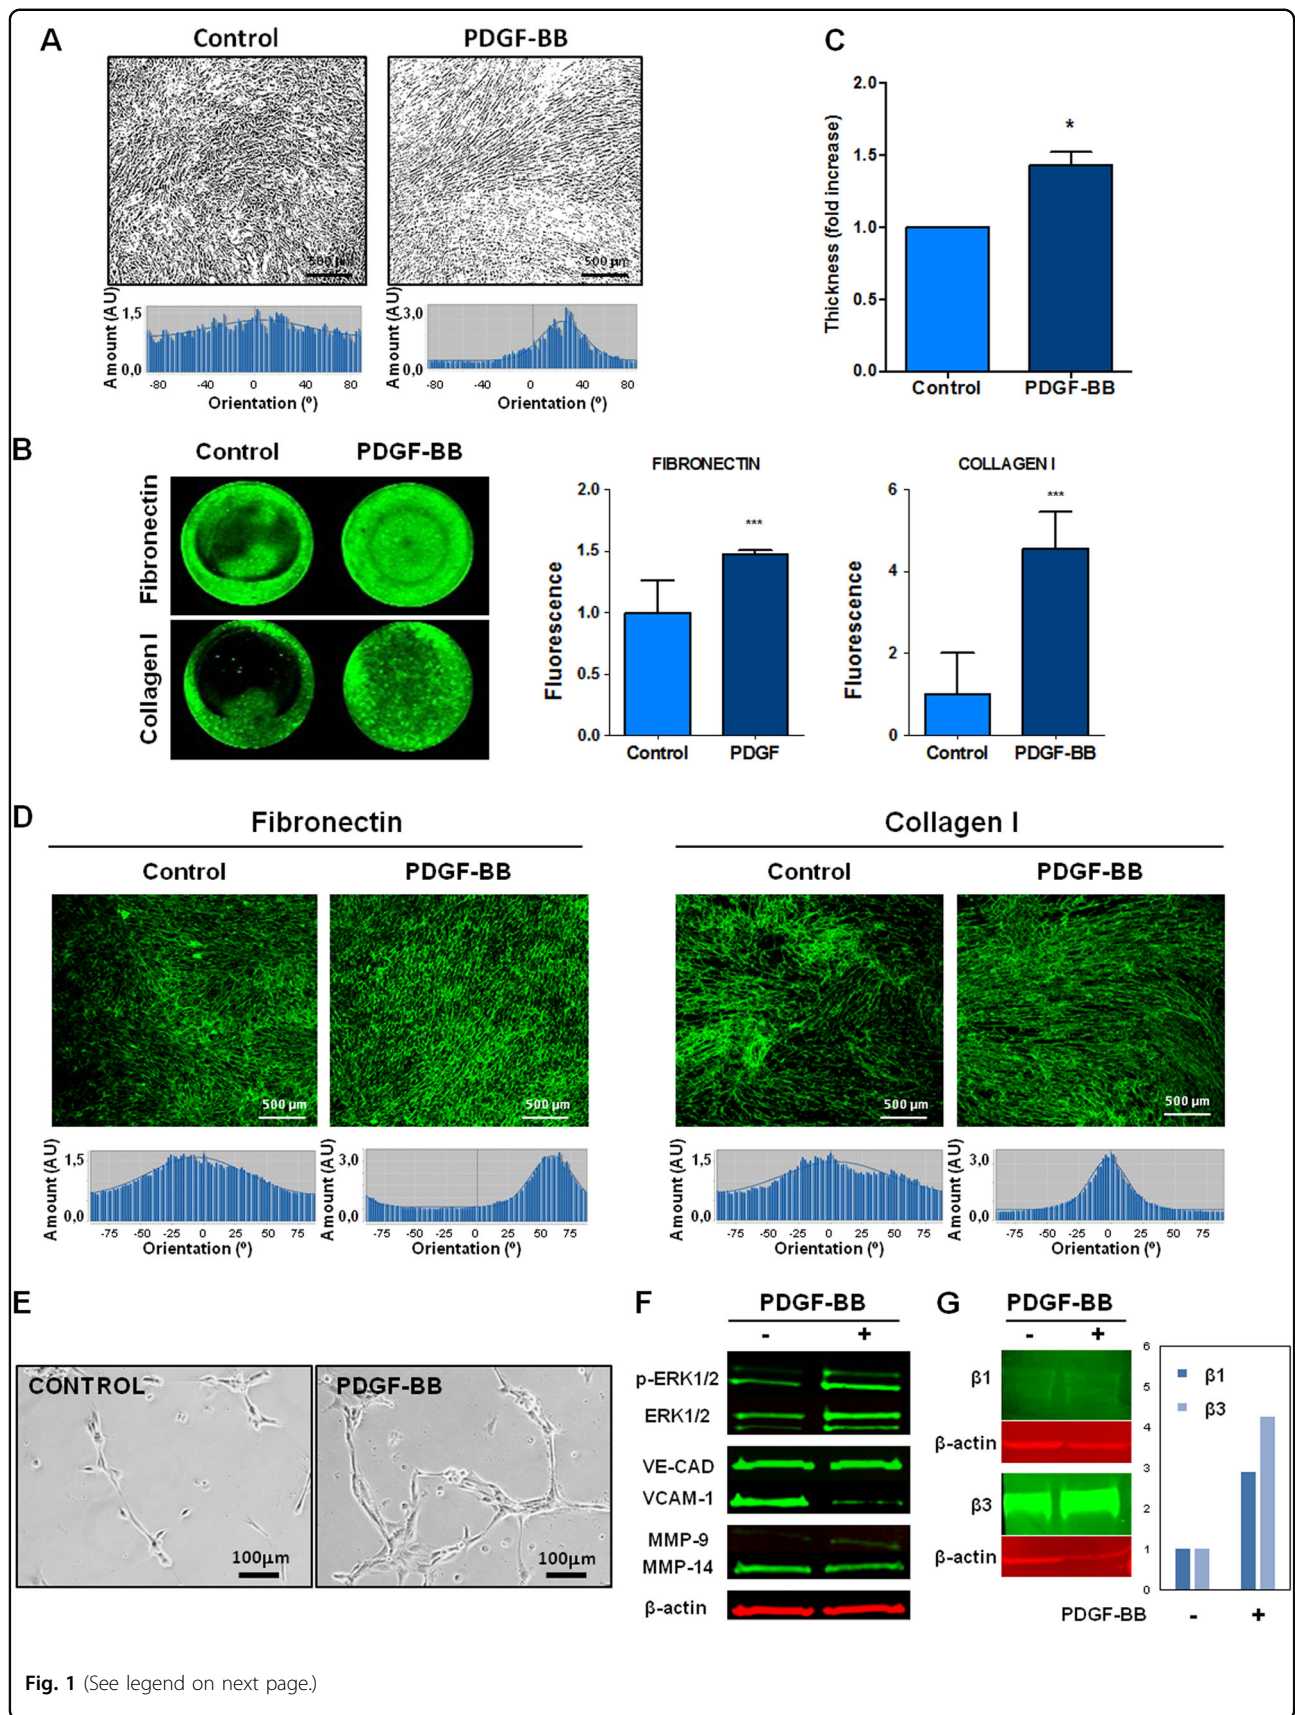 A
Control
PDGF-BB
500 µm
500 µm
Amount (AU)
1,5
0,0
-80
-40
0
40
80
Orientation (º)
Amount (AU)
3,0
0,0
-80
-40
0
40
80
Orientation (º)
C
Thickness (fold increase)
2.0
1.5
1.0
0.5
0.0
*
Control
PDGF-BB
B
Control
PDGF-BB
Fibronectin
Collagen I
FIBRONECTIN
Fluorescence
2.0
1.5
1.0
0.5
0.0
***
Control
PDGF
COLLAGEN I
Fluorescence
6
4
2
0
***
Control
PDGF-BB
D
Fibronectin
Collagen I
Control
PDGF-BB
Control
PDGF-BB
500 µm
500 µm
500 µm
500 µm
Amount (AU)
1,5
0,0
-75
-50
-25
0
25
50
75
Orientation (º)
Amount (AU)
3,0
0,0
-75
-50
-25
0
25
50
75
Orientation (º)
Amount (AU)
1,5
0,0
-75
-50
-25
0
25
50
75
Orientation (º)
Amount (AU)
3,0
0,0
-75
-50
-25
0
25
50
75
Orientation (º)
E
CONTROL
100µm
PDGF-BB
100µm
F
PDGF-BB
- +
p-ERK1/2
ERK1/2
VE-CAD
VCAM-1
MMP-9
MMP-14
β-actin
G
PDGF-BB
- +
β1
β-actin
β3
β-actin
6
5
4
3
2
1
0
β1
β3
PDGF-BB - +
Fig. 1 (See legend on next page.)